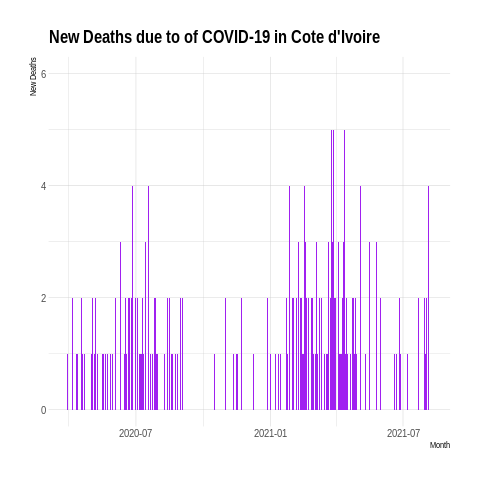 New Deaths due to of COVID-19 in Cote d'Ivoire
New Deaths
6
4
2
0
2020-07
2021-01
2021-07
Month